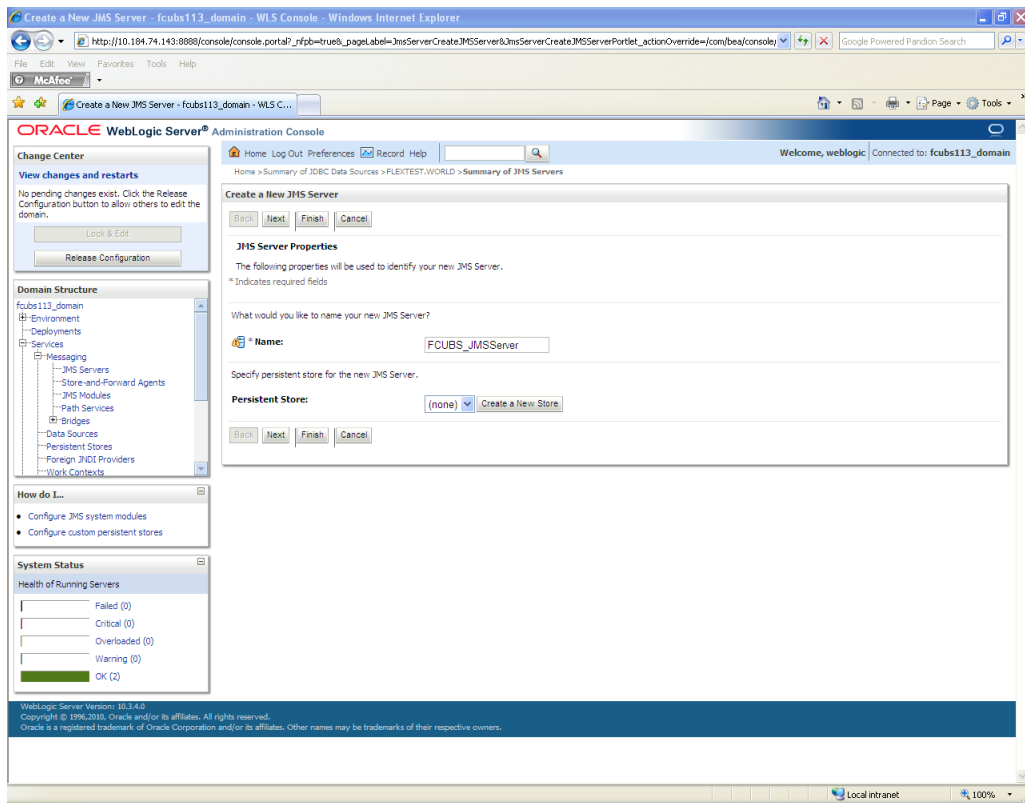 Create a New JMS Server - fcubs113_domain - WLS Console - Windows Internet Explorer
http://10.184.74.143:8888/console/console.portal?_nfpb=true&_pageLabel=JmsServerCreateJMSServer&JmsServerCreateJMSServerPortlet_actionOverride=/com/bea/console/
Google Powered Pandion Search
File Edit View Favorites Tools Help
McAfee
Create a New JMS Server - fcubs113_domain - WLS C...
Page Tools
ORACLE WebLogic Server® Administration Console
Change Center
View changes and restarts
No pending changes exist. Click the Release
Configuration button to allow others to edit the
domain.
Lock & Edit
Release Configuration
Domain Structure
fcubs113_domain
Environment
Deployments
Services
Messaging
JMS Servers
Store-and-Forward Agents
JMS Modules
Path Services
Bridges
Data Sources
Persistent Stores
Foreign JNDI Providers
Work Contexts
How do I...
Configure JMS system modules
Configure custom persistent stores
System Status
Health of Running Servers
Failed (0)
Critical (0)
Overloaded (0)
Warning (0)
OK (2)
Home Log Out Preferences Record Help
Welcome, weblogic Connected to: fcubs113_domain
Home >Summary of JDBC Data Sources >FLEXTEST.WORLD >Summary of JMS Servers
Create a New JMS Server
Back Next Finish Cancel
JMS Server Properties
The following properties will be used to identify your new JMS Server.
* Indicates required fields
What would you like to name your new JMS Server?
* Name: FCUBS_JMSServer
Specify persistent store for the new JMS Server.
Persistent Store: (none) Create a New Store
Back Next Finish Cancel
WebLogic Server Version: 10.3.4.0
Copyright © 1996,2010, Oracle and/or its affiliates. All rights reserved.
Oracle is a registered trademark of Oracle Corporation and/or its affiliates. Other names may be trademarks of their respective owners.
Local intranet 100%